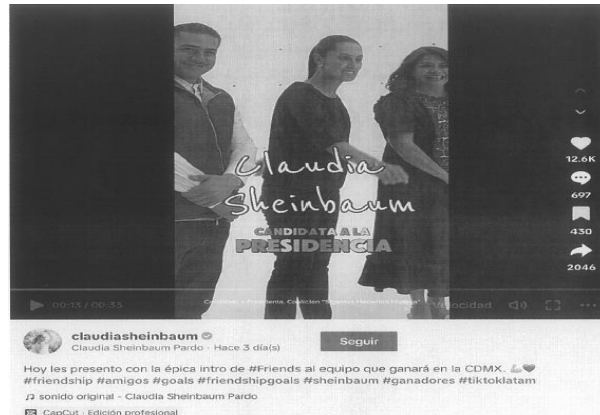 Claudia
Sheinbaum
CANDIDATA A LA
PRESIDENCIA
12.6K
697
430
2046
00:13 / 00:33
Velocidad
claudiasheinbaum
Claudia Sheinbaum Pardo · Hace 3 día(s)
Seguir
Hoy les presento con la épica intro de #Friends al equipo que ganará en la CDMX. 💪🏻🖤
#friendship #amigos #goals #friendshipgoals #sheinbaum #ganadores #tiktoklatam
♫ sonido original - Claudia Sheinbaum Pardo
CapCut · Edición profesional